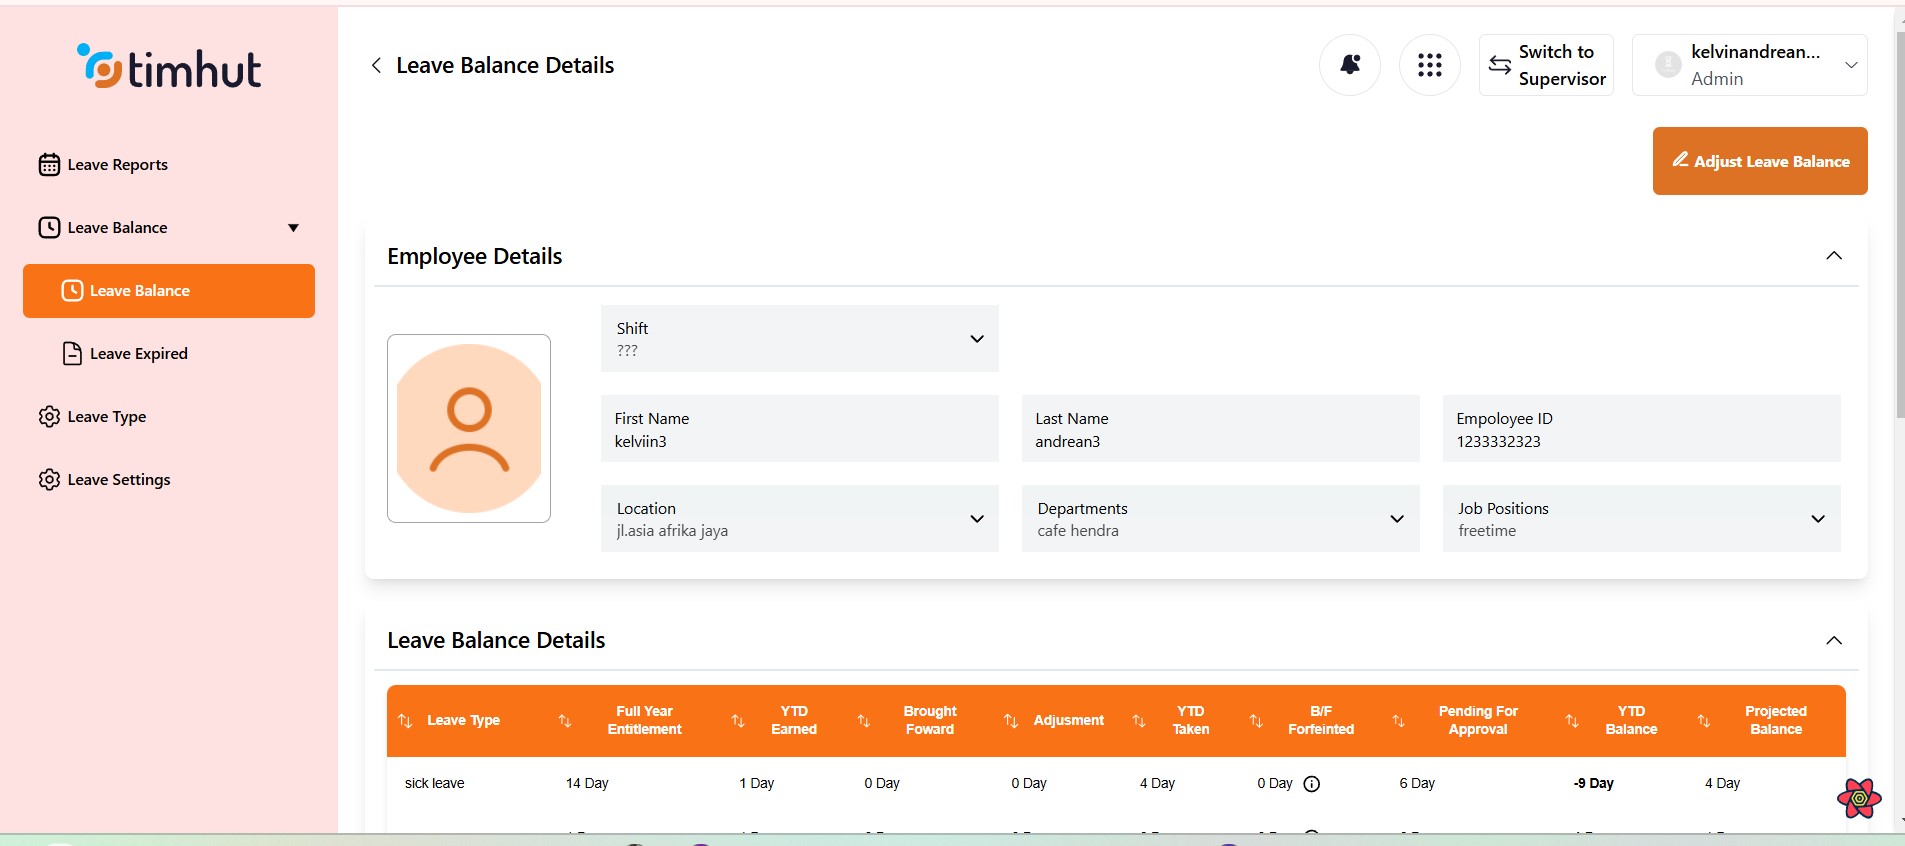 timhut
Leave Balance Details
Switch to
Supervisor
kelvinandrean...
Admin
Leave Reports
Leave Balance
Leave Balance
Leave Expired
Leave Type
Leave Settings
Adjust Leave Balance
Employee Details
Shift
???
First Name
kelviin3
Last Name
andrean3
Empoloyee ID
1233332323
Location
jl.asia afrika jaya
Departments
cafe hendra
Job Positions
freetime
Leave Balance Details
Leave Type
Full Year
Entitlement
YTD
Earned
Brought
Foward
Adjusment
YTD
Taken
B/F
Forfeinted
Pending For
Approval
YTD
Balance
Projected
Balance
sick leave 14 Day 1 Day 0 Day 0 Day 4 Day 0 Day 6 Day -9 Day 4 Day